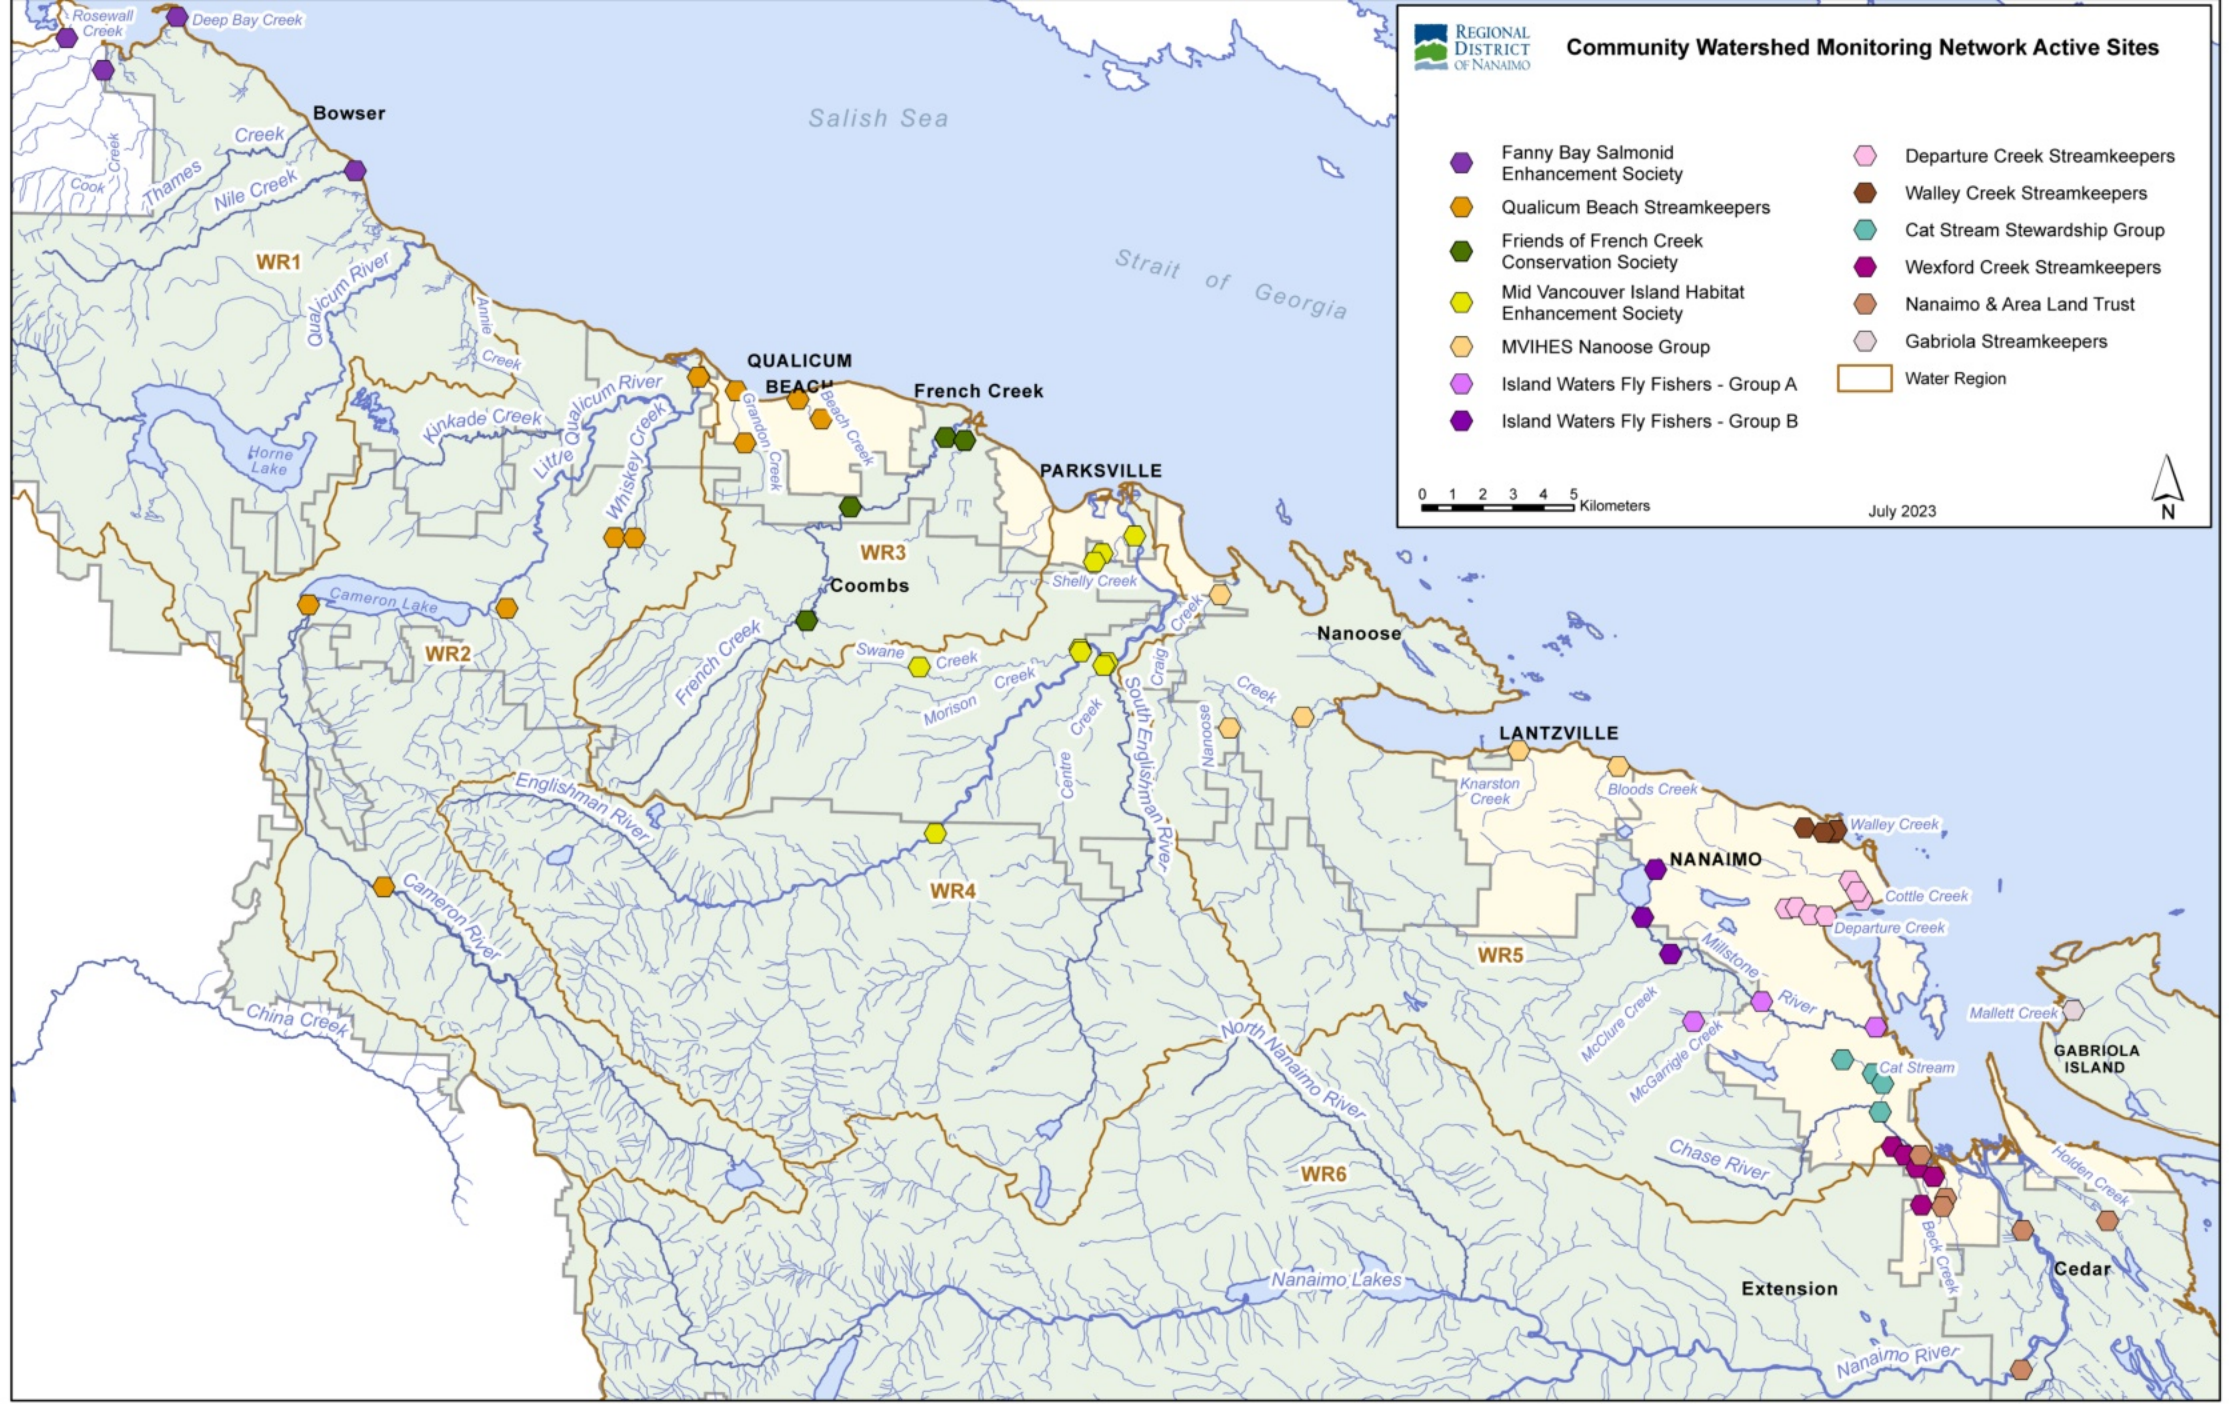 REGIONAL
DISTRICT
OF NANAIMO
Community Watershed Monitoring Network Active Sites
Fanny Bay Salmonid
Enhancement Society
Qualicum Beach Streamkeepers
Friends of French Creek
Conservation Society
Mid Vancouver Island Habitat
Enhancement Society
MVIHES Nanoose Group
Island Waters Fly Fishers - Group A
Island Waters Fly Fishers - Group B
Departure Creek Streamkeepers
Walley Creek Streamkeepers
Cat Stream Stewardship Group
Wexford Creek Streamkeepers
Nanaimo & Area Land Trust
Gabriola Streamkeepers
Water Region
0 1 2 3 4 5
Kilometers
July 2023
N
Rosewall
Creek
Deep Bay Creek
Bowser
Salish Sea
Thames Creek
Cook Creek
Nile Creek
WR1
Qualicum River
Strait of Georgia
Annie Creek
QUALICUM
BEACH
French Creek
Little Qualicum River
Kinkade Creek
Whiskey Creek
Grandon Creek
Beach Creek
Horne
Lake
PARKSVILLE
WR3
Coombs
Shelly Creek
Cameron Lake
WR2
French Creek
Swane Creek
Morison Creek
Craig Creek
Nanoose
Nanoose Creek
Centre Creek
South Englishman River
LANTZVILLE
Knarston
Creek
Bloods Creek
Englishman River
Walley Creek
NANAIMO
WR4
Cameron River
Cottle Creek
Departure Creek
WR5
Millstone River
China Creek
McClure Creek
McGarrigle Creek
Mallett Creek
GABRIOLA
ISLAND
North Nanaimo River
Cat Stream
Chase River
WR6
Holden Creek
Beck Creek
Nanaimo Lakes
Extension
Cedar
Nanaimo River